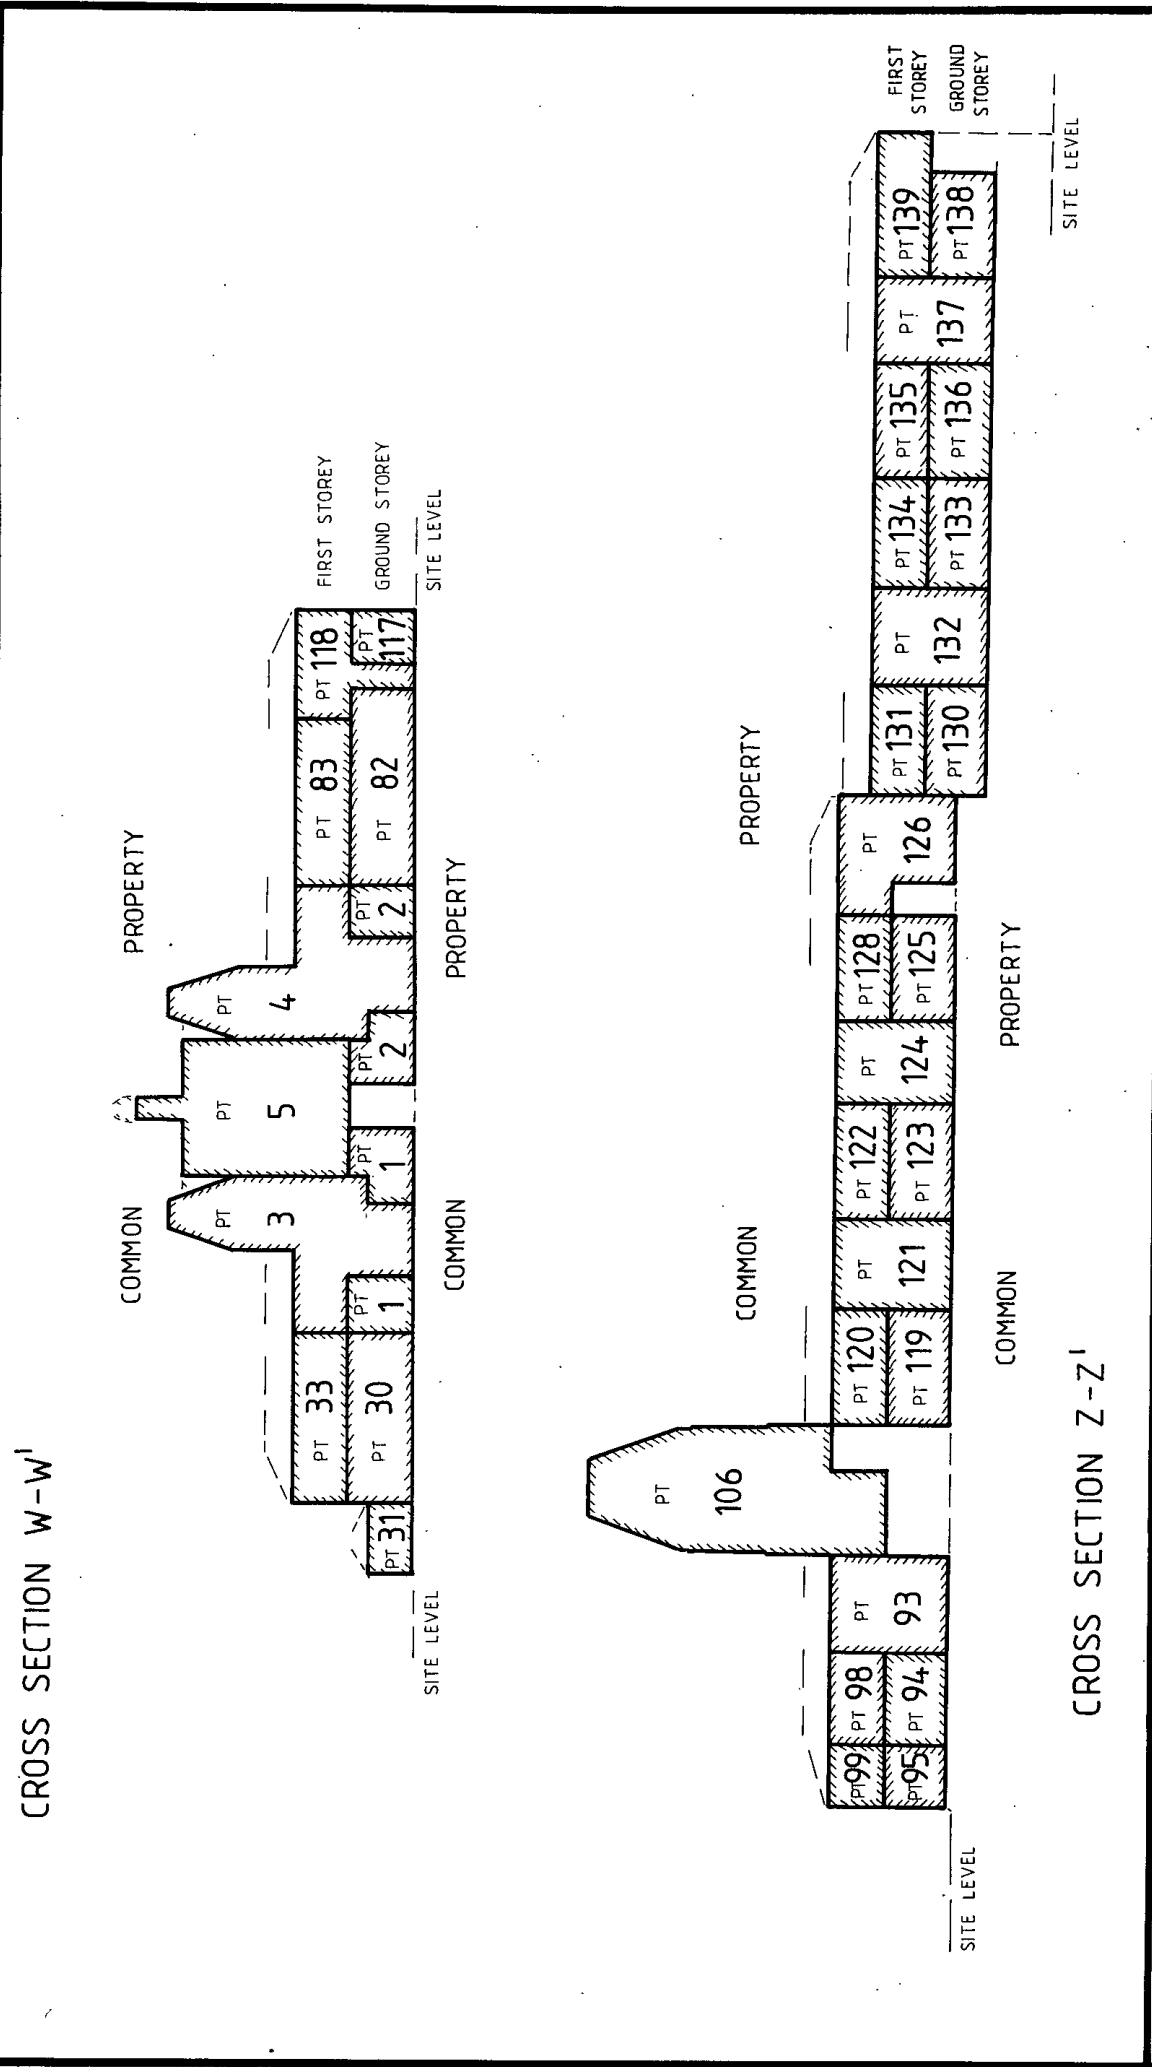 CROSS SECTION W-W'
COMMON
PROPERTY
PT
3
PT
5
PT
4
PT 33
PT 83
PT 118
FIRST STOREY
PT 31
PT 30
PT
1
PT
1
PT
2
PT
2
PT 82
PT
117
GROUND STOREY
SITE LEVEL
SITE LEVEL
COMMON
PROPERTY
COMMON
PROPERTY
PT
106
PT 99
PT 98
PT
93
PT 120
PT
121
PT 122
PT
124
PT 128
PT
126
PT 131
PT
132
PT 134
PT 135
PT
137
PT 139
FIRST
STOREY
PT 95
PT 94
PT 119
PT 123
PT 125
PT 130
PT 133
PT 136
PT 138
GROUND
STOREY
SITE LEVEL
SITE LEVEL
COMMON
PROPERTY
CROSS SECTION Z-Z'